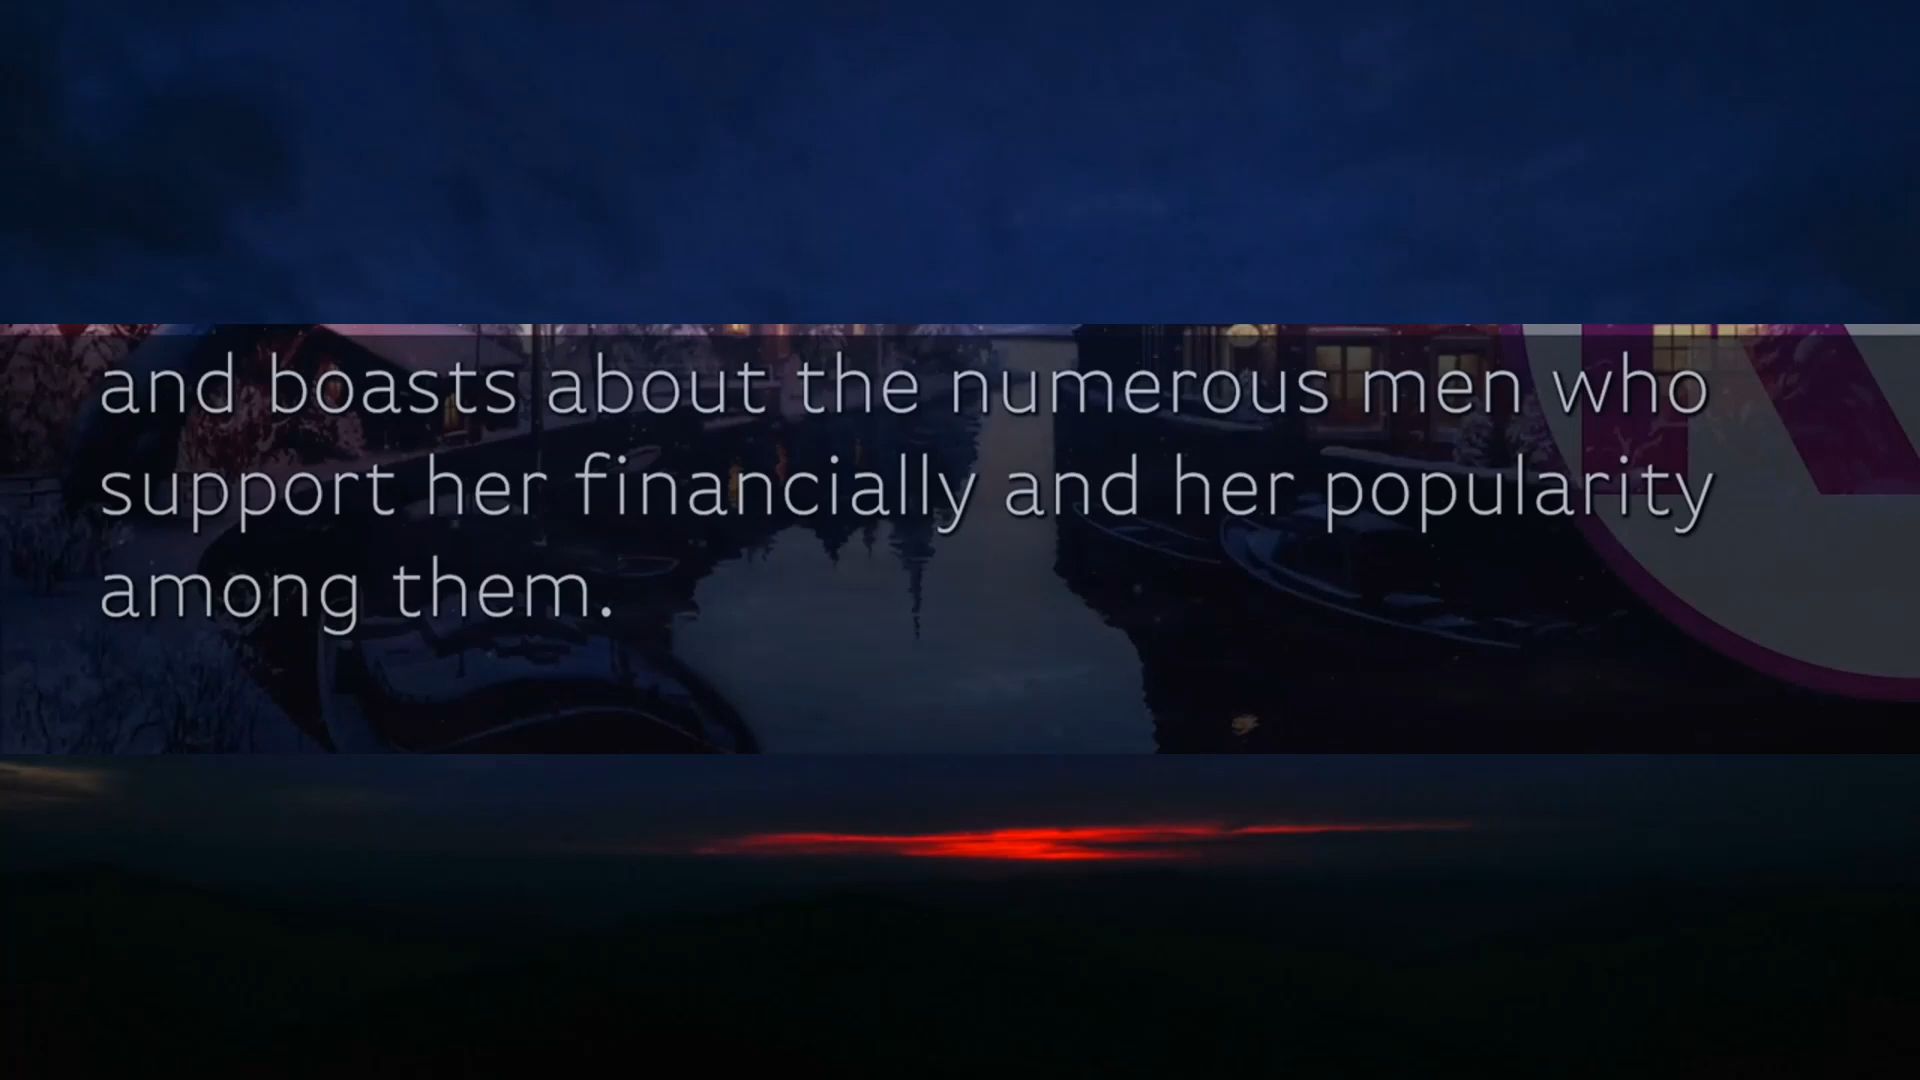 and boasts about the numerous men who
support her financially and her popularity
among them.